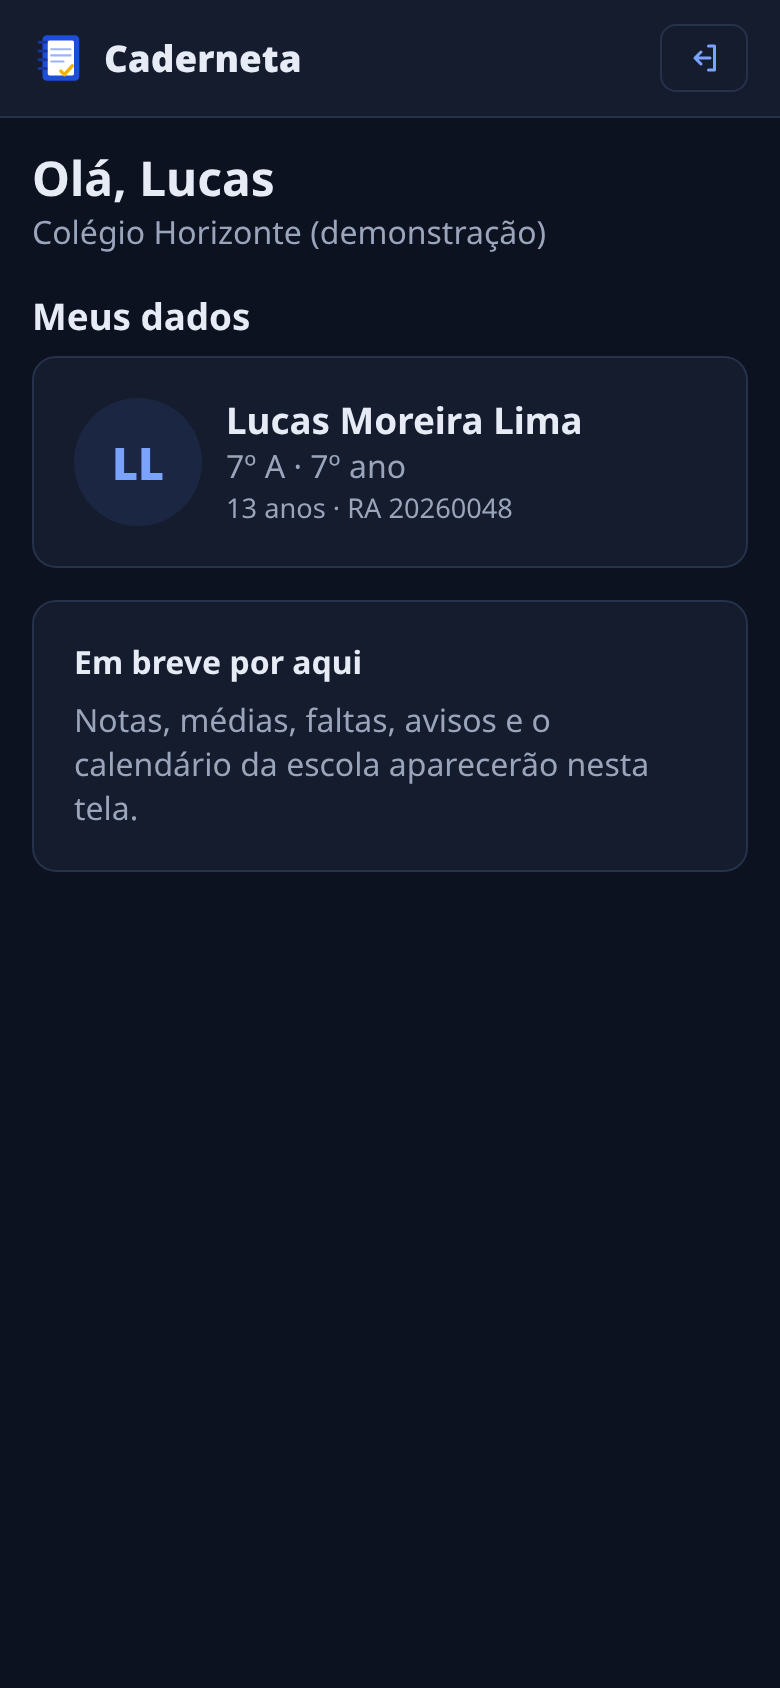 Caderneta
Olá, Lucas
Colégio Horizonte (demonstração)
Meus dados
LL
Lucas Moreira Lima
7º A · 7º ano
13 anos · RA 20260048
Em breve por aqui
Notas, médias, faltas, avisos e o
calendário da escola aparecerão nesta
tela.